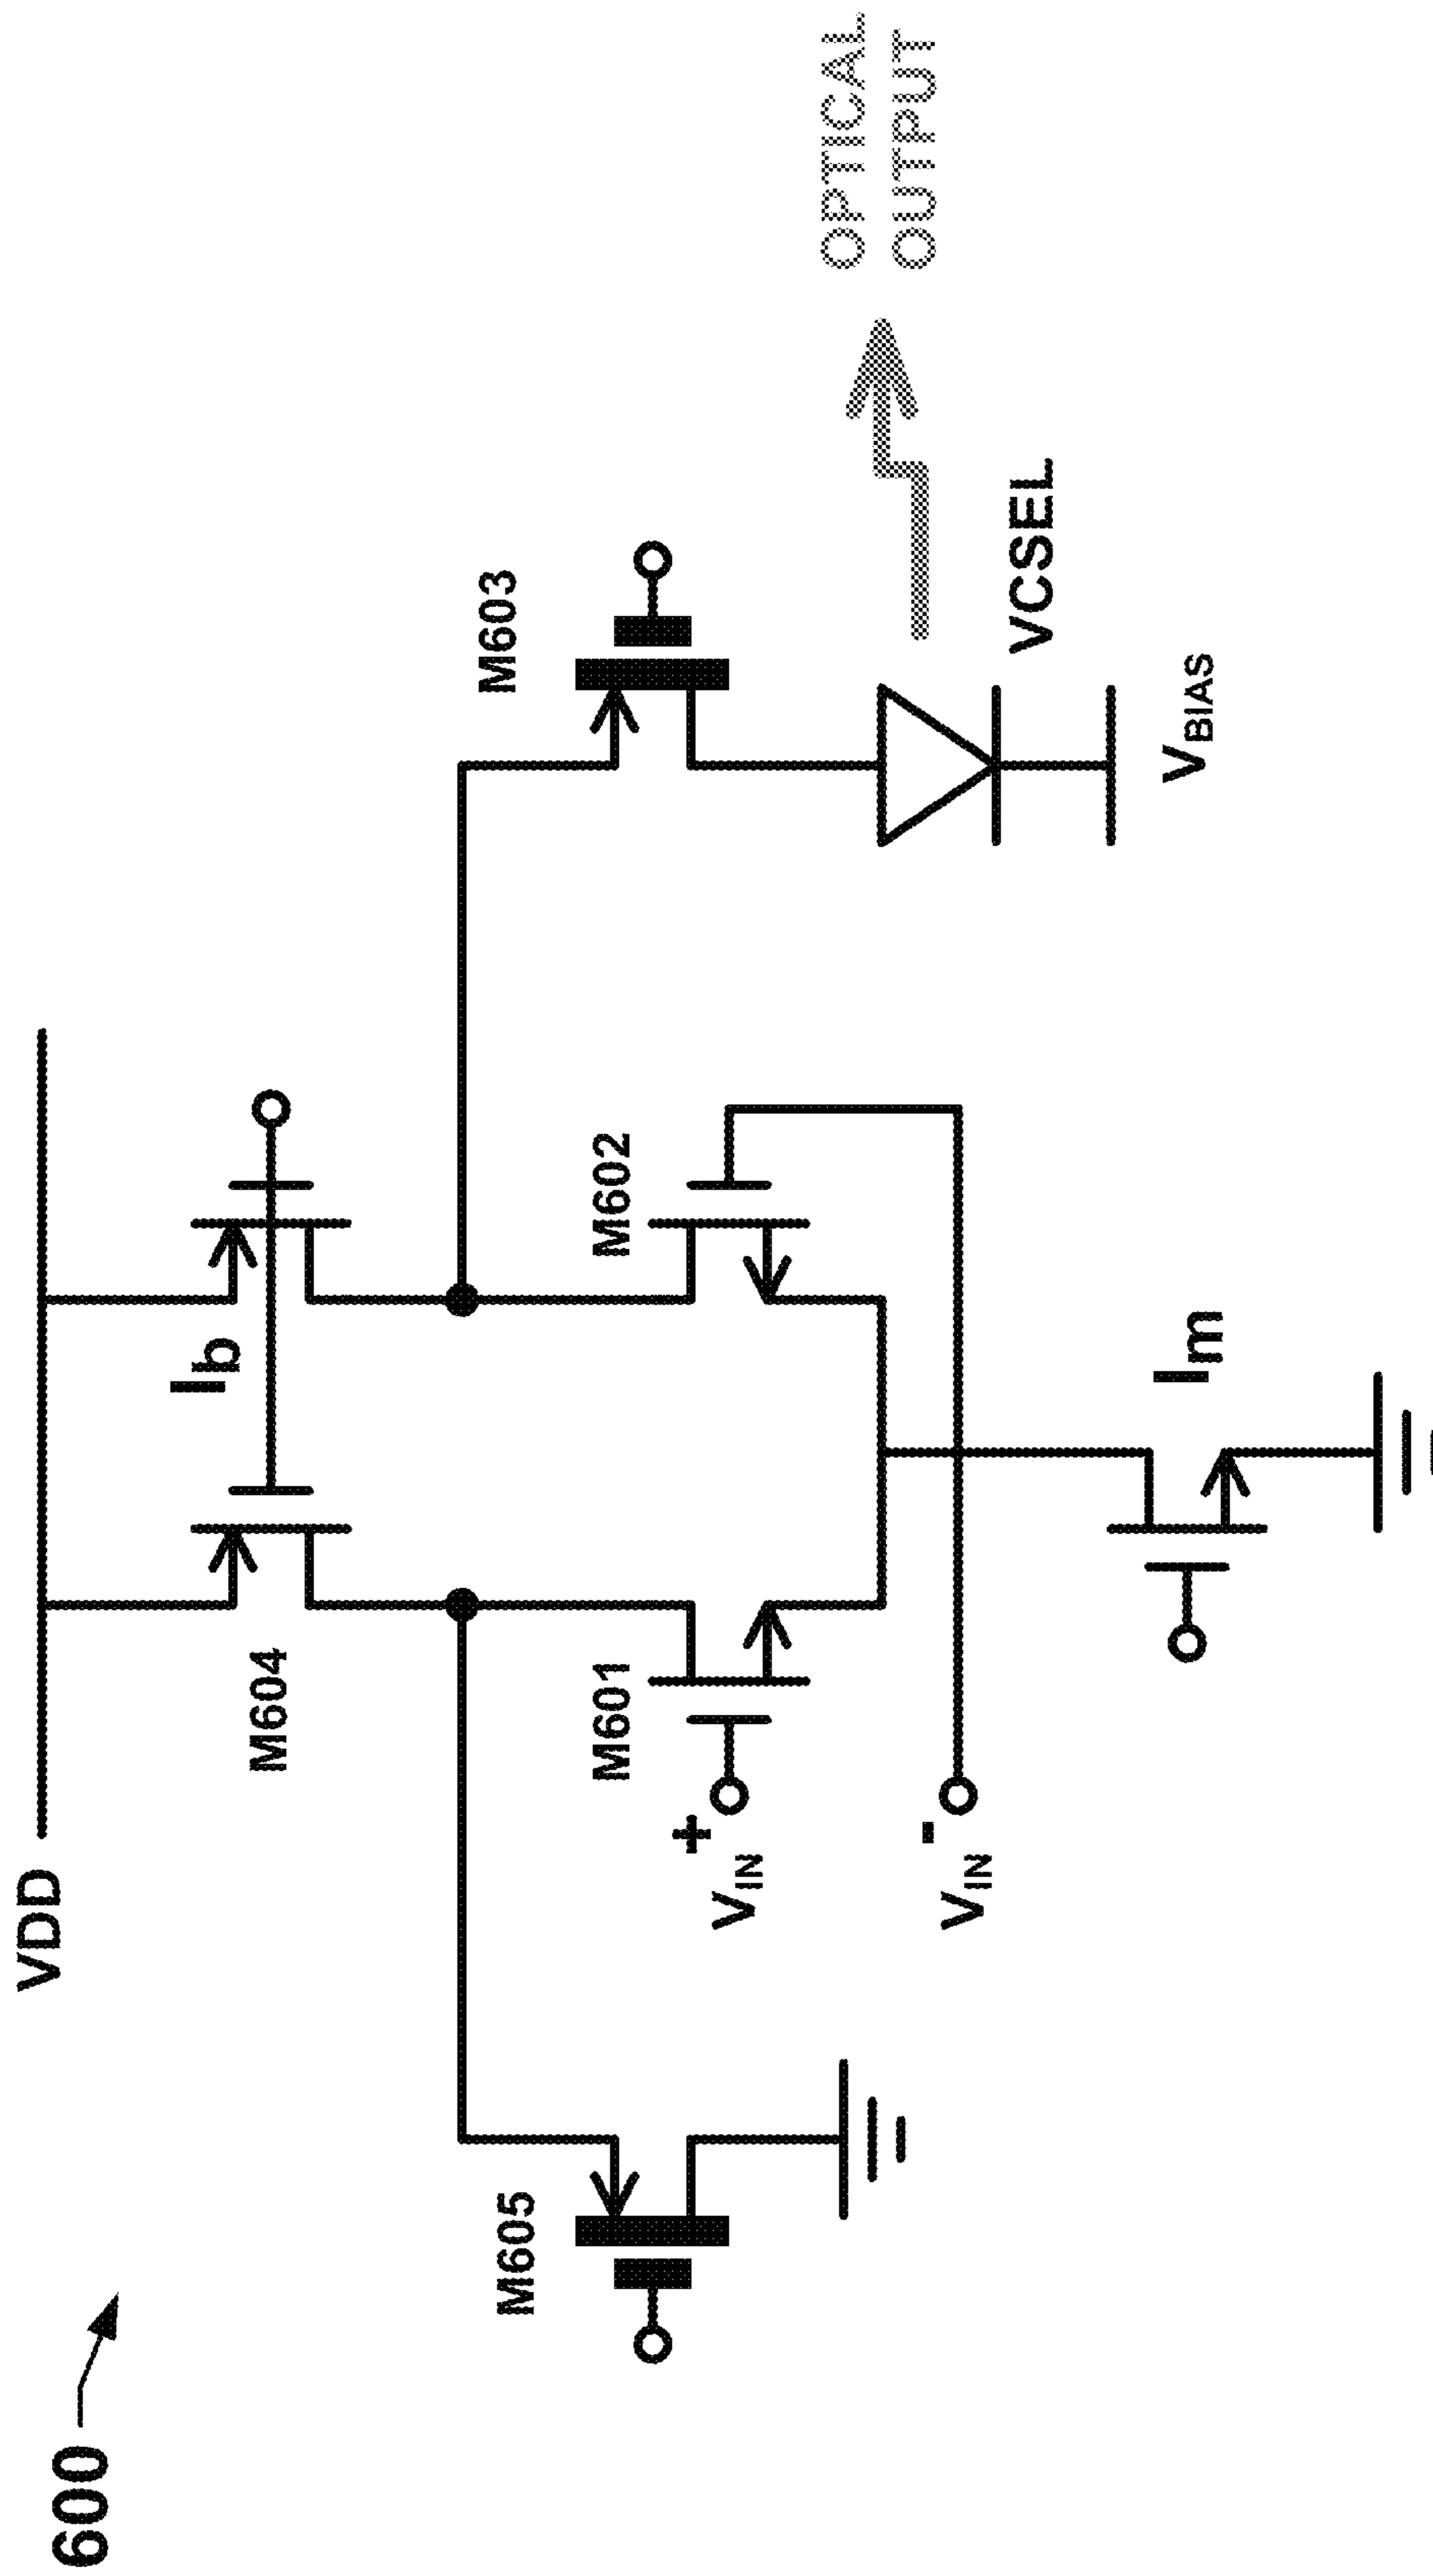 600
VDD
M604
Ib
M605
M601
M602
M603
VIN+
VIN-
Im
VCSEL
VBIAS
OPTICAL
OUTPUT